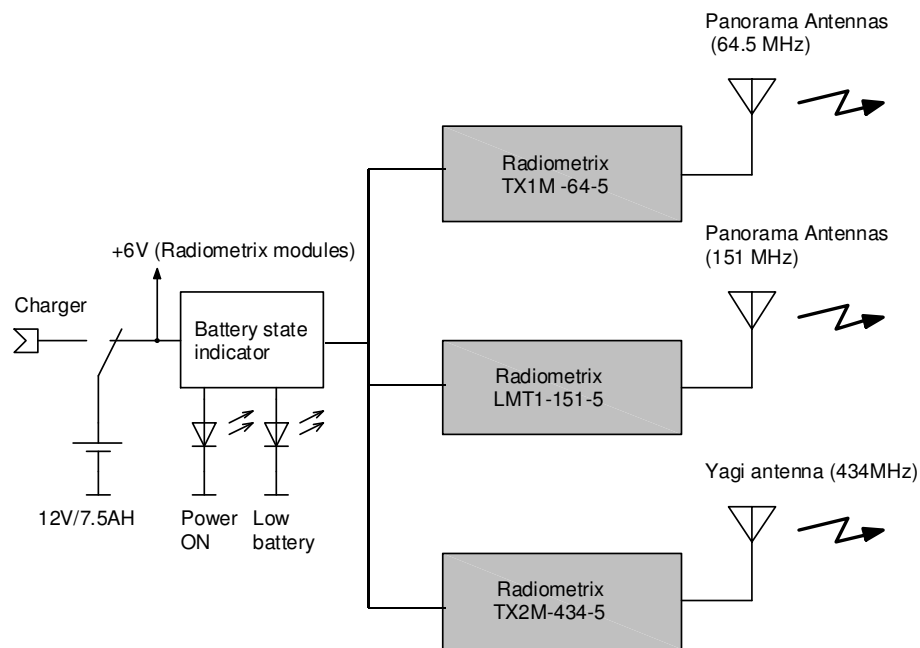 Panorama Antennas
(64.5 MHz)
Radiometrix
TX1M -64-5
+6V (Radiometrix modules)
Panorama Antennas
(151 MHz)
Charger
Battery state
indicator
Radiometrix
LMT1-151-5
12V/7.5AH
Power
ON
Low
battery
Yagi antenna (434MHz)
Radiometrix
TX2M-434-5